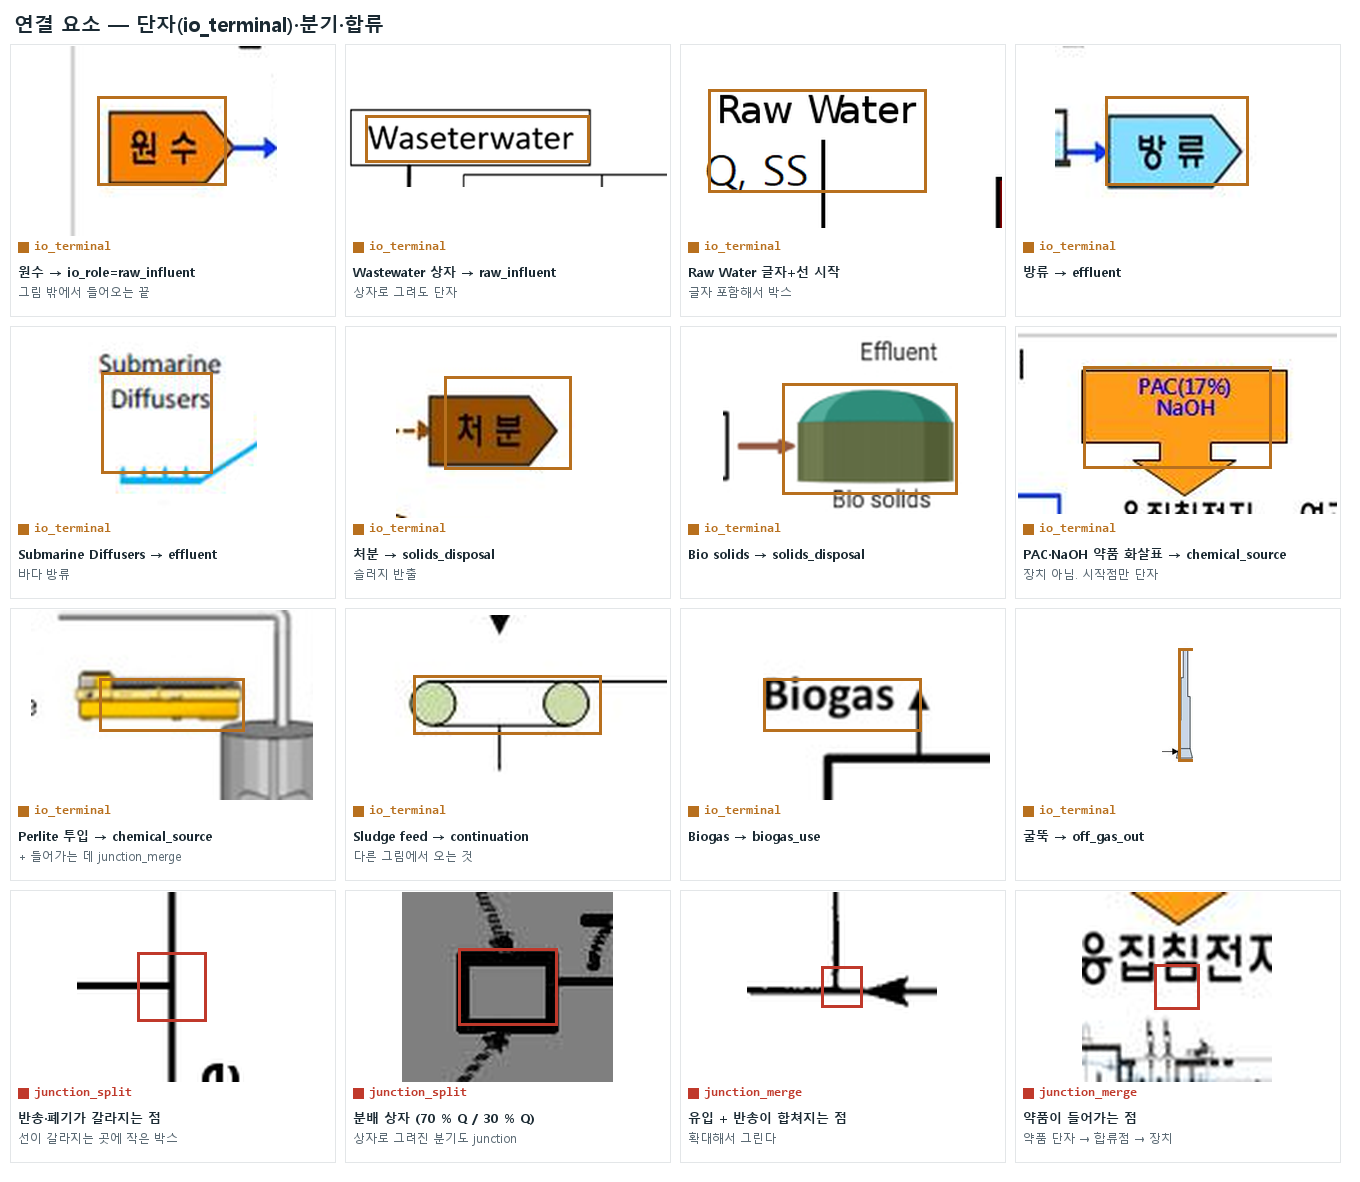 연결 요소 — 단자(io_terminal)·분기·합류
원수
io_terminal
원수 → io_role=raw_influent
그림 밖에서 들어오는 끝
Waseterwater
io_terminal
Wastewater 상자 → raw_influent
상자로 그려도 단자
Raw Water
Q, SS
io_terminal
Raw Water 글자+선 시작
글자 포함해서 박스
방류
io_terminal
방류 → effluent
Submarine
Diffusers
io_terminal
Submarine Diffusers → effluent
바다 방류
처분
io_terminal
처분 → solids_disposal
슬러지 반출
Effluent
Bio solids
io_terminal
Bio solids → solids_disposal
PAC(17%)
NaOH
io_terminal
PAC·NaOH 약품 화살표 → chemical_source
장치 아님. 시작점만 단자
io_terminal
Perlite 투입 → chemical_source
+ 들어가는 데 junction_merge
io_terminal
Sludge feed → continuation
다른 그림에서 오는 것
Biogas
io_terminal
Biogas → biogas_use
io_terminal
굴뚝 → off_gas_out
junction_split
반송·폐기가 갈라지는 점
선이 갈라지는 곳에 작은 박스
junction_split
분배 상자 (70 % Q / 30 % Q)
상자로 그려진 분기도 junction
junction_merge
유입 + 반송이 합쳐지는 점
확대해서 그린다
응집침전지
junction_merge
약품이 들어가는 점
약품 단자 → 합류점 → 장치